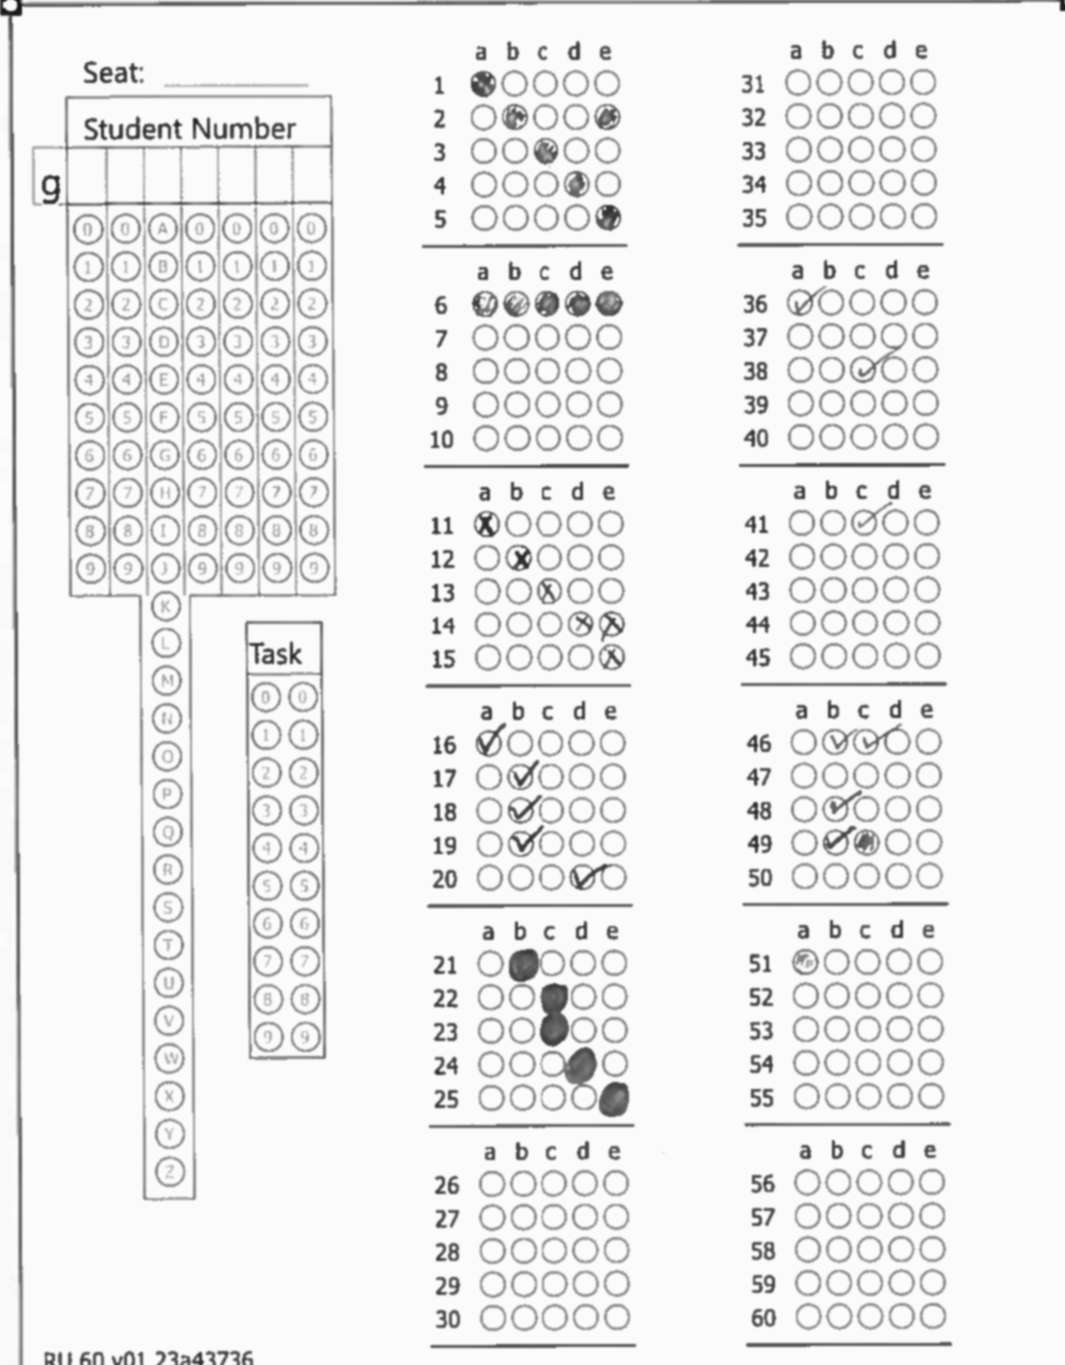 Seat:
Student Number
g
0 0 A 0 0 0 0
1 1 B 1 1 1 1
2 2 C 2 2 2 2
3 3 D 3 3 3 3
4 4 E 4 4 4 4
5 5 F 5 5 5 5
6 6 G 6 6 6 6
7 7 H 7 7 7 7
8 8 I 8 8 8 8
9 9 J 9 9 9 9
K
L
M
N
O
P
Q
R
S
T
U
V
W
X
Y
Z
Task
0 0
1 1
2 2
3 3
4 4
5 5
6 6
7 7
8 8
9 9
a b c d e
1
2
3
4
5
a b c d e
6
7
8
9
10
a b c d e
11
12
13
14
15
a b c d e
16
17
18
19
20
a b c d e
21
22
23
24
25
a b c d e
26
27
28
29
30
a b c d e
31
32
33
34
35
a b c d e
36
37
38
39
40
a b c d e
41
42
43
44
45
a b c d e
46
47
48
49
50
a b c d e
51
52
53
54
55
a b c d e
56
57
58
59
60
RU 60 v01 23a43736